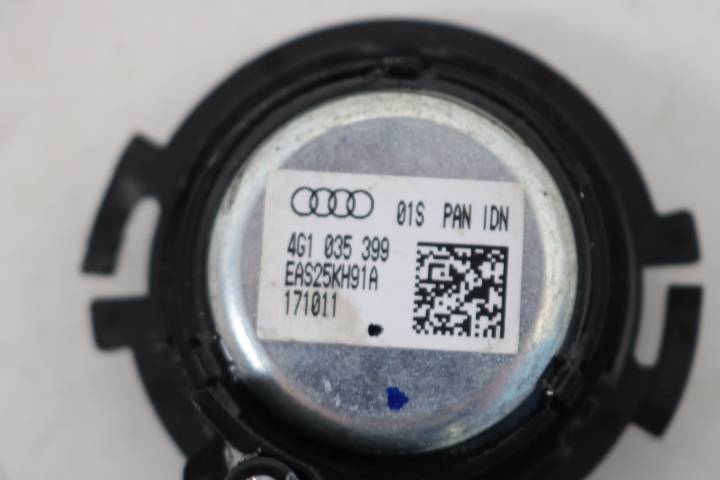 01S PAN IDN
4G1 035 399
EAS25KH91A
171011